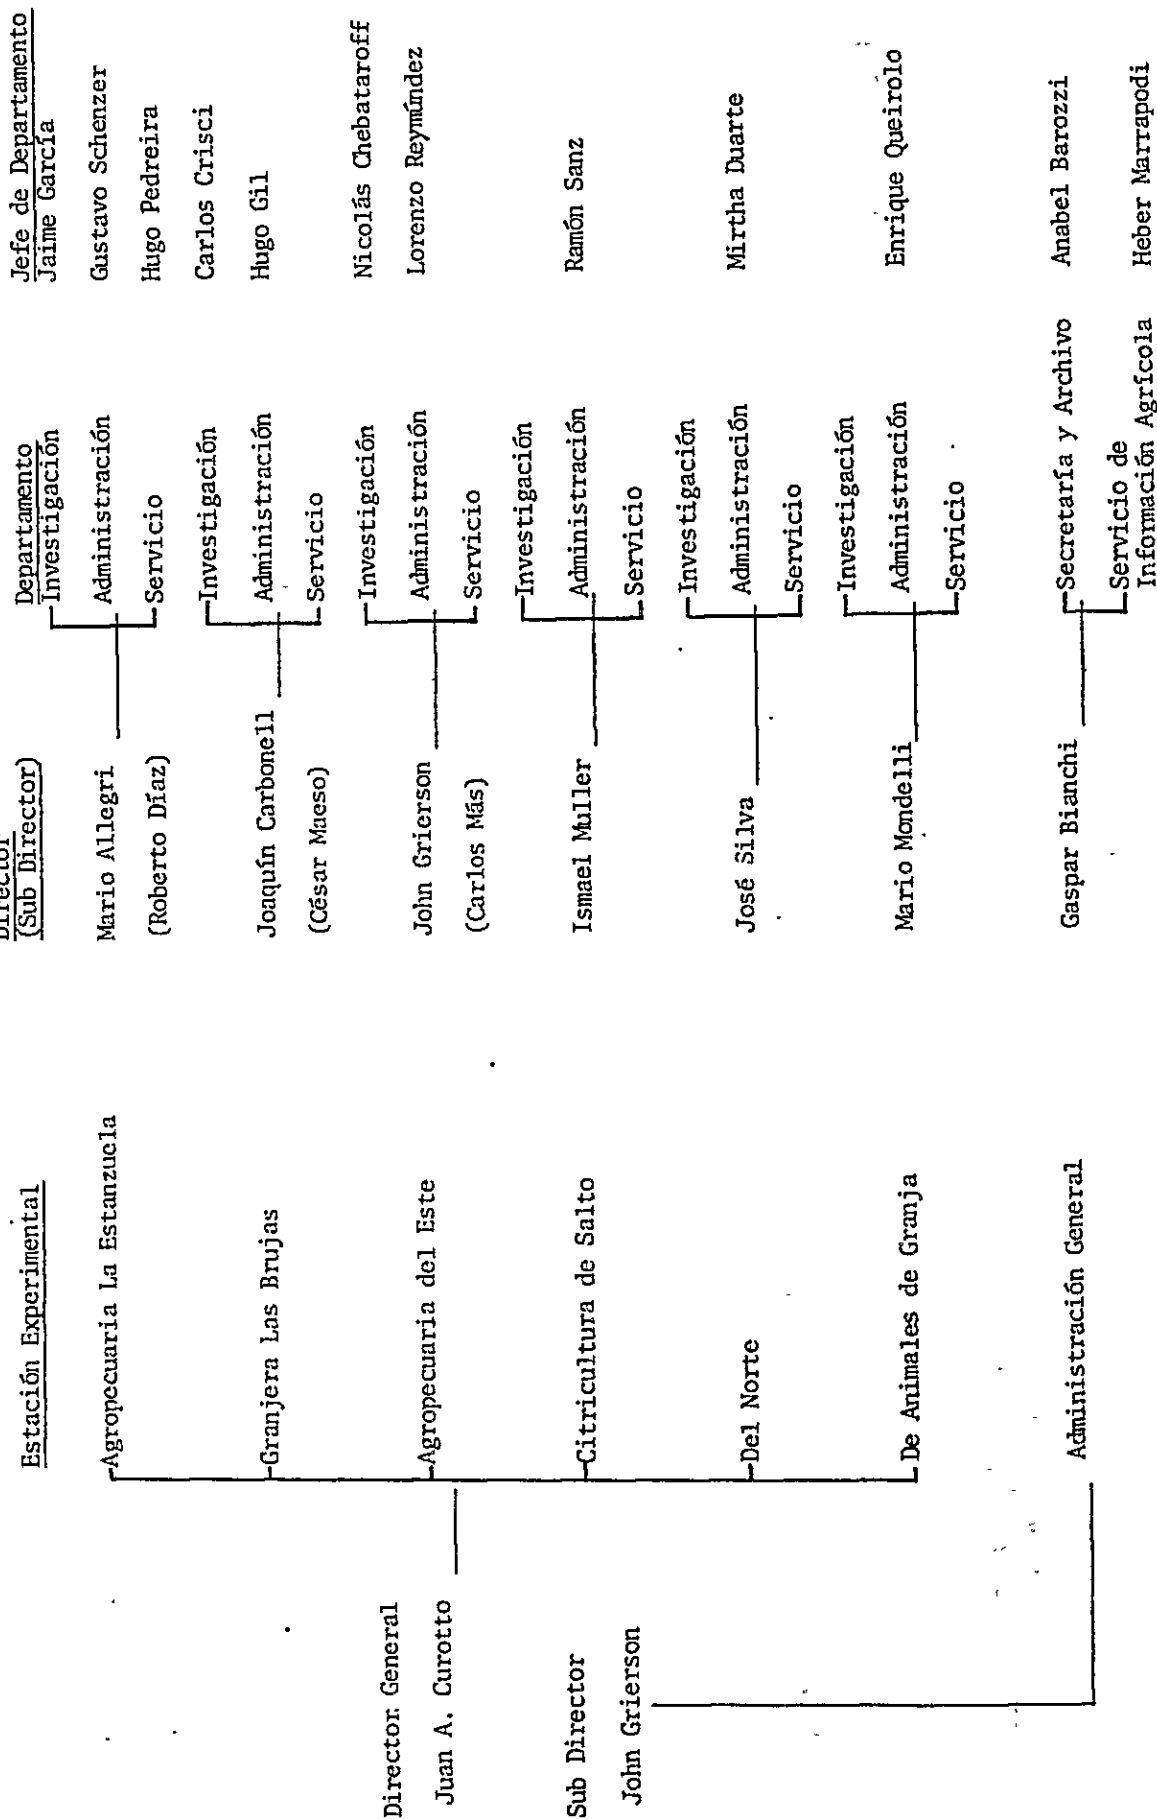 Director General
Juan A. Curotto
Sub Director
John Grierson
Estación Experimental
Agropecuaria La Estanzuela
Granjera Las Brujas
Agropecuaria del Este
Citricultura de Salto
Del Norte
De Animales de Granja
Administración General
Director
(Sub Director)
Mario Allegri
(Roberto Díaz)
Joaquín Carbonell
(César Maeso)
John Grierson
(Carlos Más)
Ismael Muller
José Silva
Mario Mondelli
Gaspar Bianchi
Departamento
Investigación
Administración
Servicio
Investigación
Administración
Servicio
Investigación
Administración
Servicio
Investigación
Administración
Servicio
Investigación
Administración
Servicio
Investigación
Administración
Servicio
Secretaría y Archivo
Servicio de
Información Agrícola
Jefe de Departamento
Jaime García
Gustavo Schenzer
Hugo Pedreira
Carlos Crisci
Hugo Gil
Nicolás Chebataroff
Lorenzo Reymúndez
Ramón Sanz
Mirtha Duarte
Enrique Queirolo
Anabel Barozzi
Heber Marrapodi